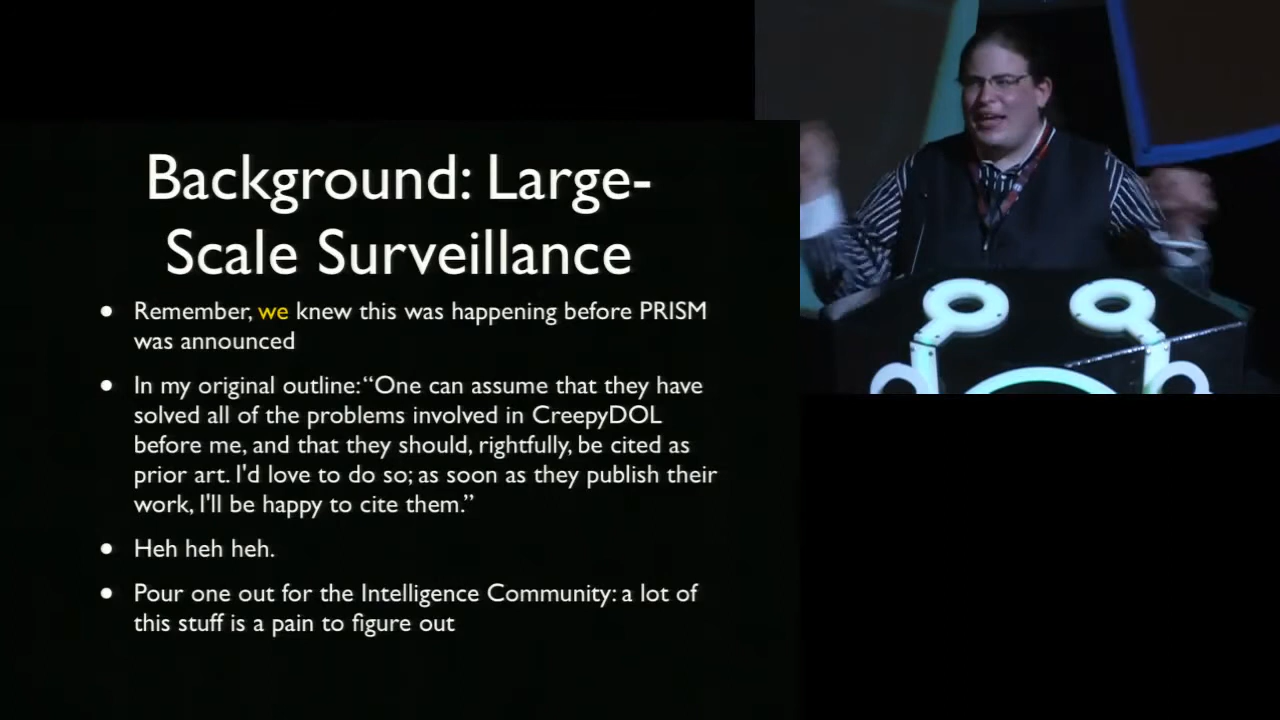 Background: Large-
Scale Surveillance
• Remember, we knew this was happening before PRISM
was announced
• In my original outline: “One can assume that they have
solved all of the problems involved in CreepyDOL
before me, and that they should, rightfully, be cited as
prior art. I'd love to do so; as soon as they publish their
work, I'll be happy to cite them.”
• Heh heh heh.
• Pour one out for the Intelligence Community: a lot of
this stuff is a pain to figure out